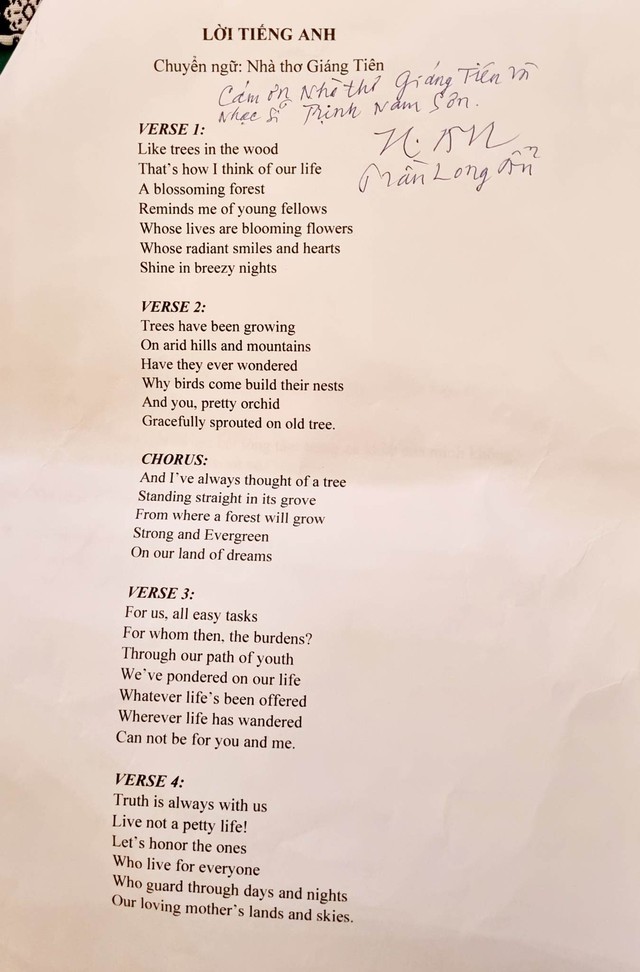 LỜI TIẾNG ANH
Chuyển ngữ: Nhà thơ Giáng Tiên
Cám ơn Nhà thơ Giáng Tiên và
Nhạc sĩ Trịnh Nam Sơn.
Trần Long Ẩn
VERSE 1:
Like trees in the wood
That's how I think of our life
A blossoming forest
Reminds me of young fellows
Whose lives are blooming flowers
Whose radiant smiles and hearts
Shine in breezy nights
VERSE 2:
Trees have been growing
On arid hills and mountains
Have they ever wondered
Why birds come build their nests
And you, pretty orchid
Gracefully sprouted on old tree.
CHORUS:
And I've always thought of a tree
Standing straight in its grove
From where a forest will grow
Strong and Evergreen
On our land of dreams
VERSE 3:
For us, all easy tasks
For whom then, the burdens?
Through our path of youth
We've pondered on our life
Whatever life's been offered
Wherever life has wandered
Can not be for you and me.
VERSE 4:
Truth is always with us
Live not a petty life!
Let's honor the ones
Who live for everyone
Who guard through days and nights
Our loving mother's lands and skies.